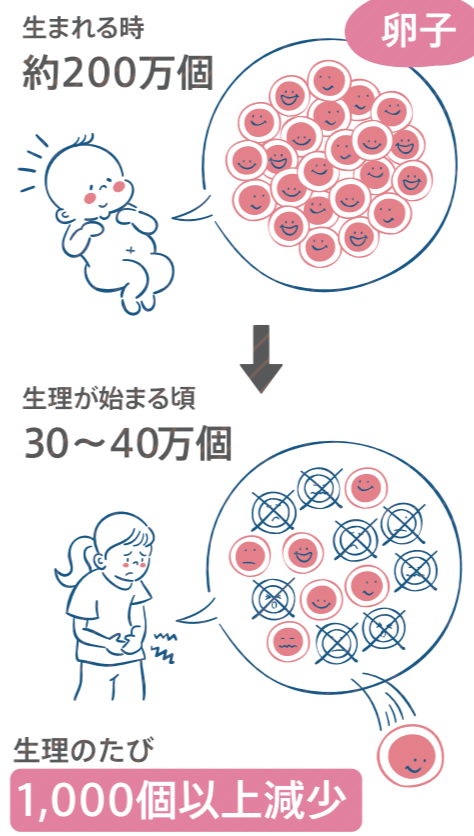 生まれる時
約200万個
卵子
生理が始まる頃
30〜40万個
生理のたび
1,000個以上減少